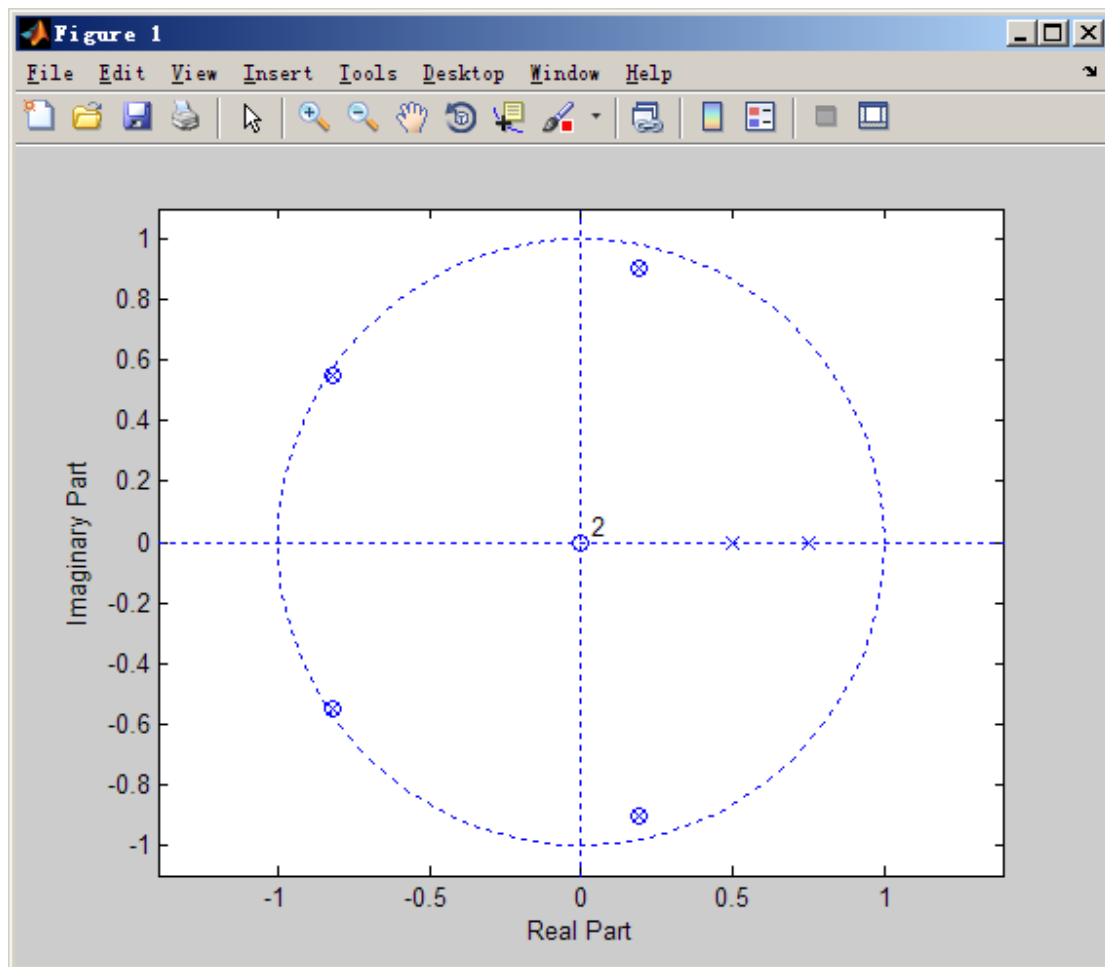 Figure 1
File Edit View Insert Tools Desktop Window Help
1
0.8
0.6
0.4
0.2
0
-0.2
-0.4
-0.6
-0.8
-1
Imaginary Part
2
-1 -0.5 0 0.5 1
Real Part